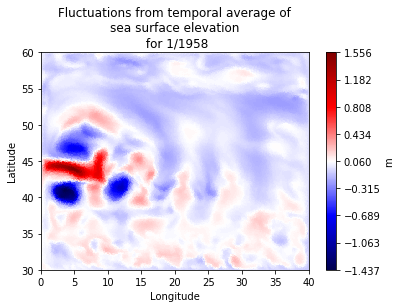 Fluctuations from temporal average of
sea surface elevation
for 1/1958
60
55
50
45
40
35
30
Latitude
0 5 10 15 20 25 30 35 40
Longitude
1.556
1.182
0.808
0.434
0.060
−0.315
−0.689
−1.063
−1.437
m